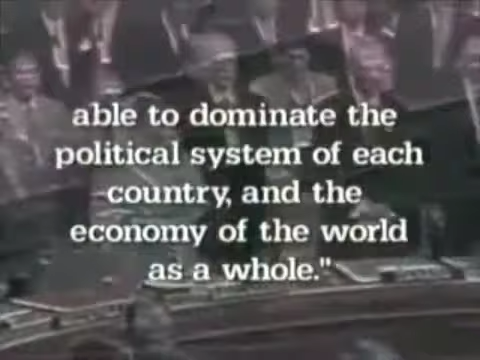 able to dominate the
political system of each
country, and the
economy of the world
as a whole."